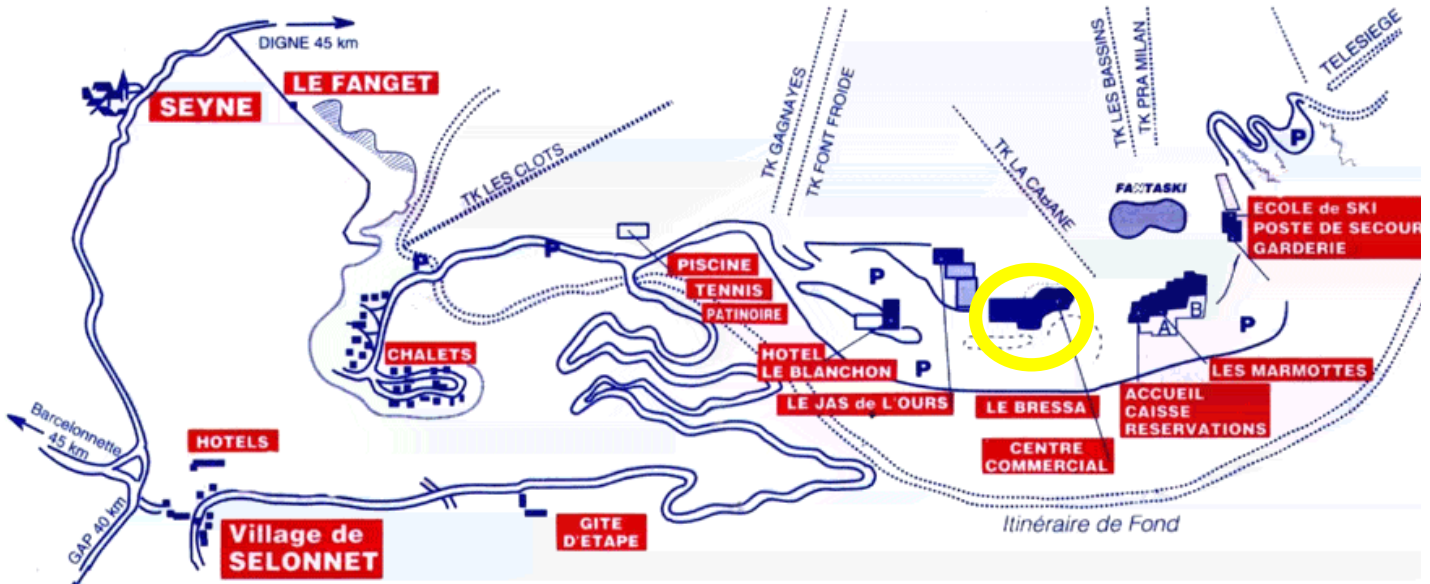 DIGNE 45 km
LE FANGET
SEYNE
TK LES CLOTS
TK GAGNAYES
TK FONT FROIDE
TK LA CABANE
TK LES BASSINS
TK PRA MILAN
TELESIEGE
FANTASKI
P
ECOLE de SKI
POSTE DE SECOUR
GARDERIE
P
P
PISCINE
TENNIS
PATINOIRE
P
P
P
CHALETS
HOTEL
LE BLANCHON
LE JAS de L'OURS
LE BRESSA
CENTRE
COMMERCIAL
A
B
LES MARMOTTES
ACCUEIL
CAISSE
RESERVATIONS
Barcelonnette
45 km
HOTELS
GAP 40 km
Village de
SELONNET
GITE
D'ETAPE
Itinéraire de Fond